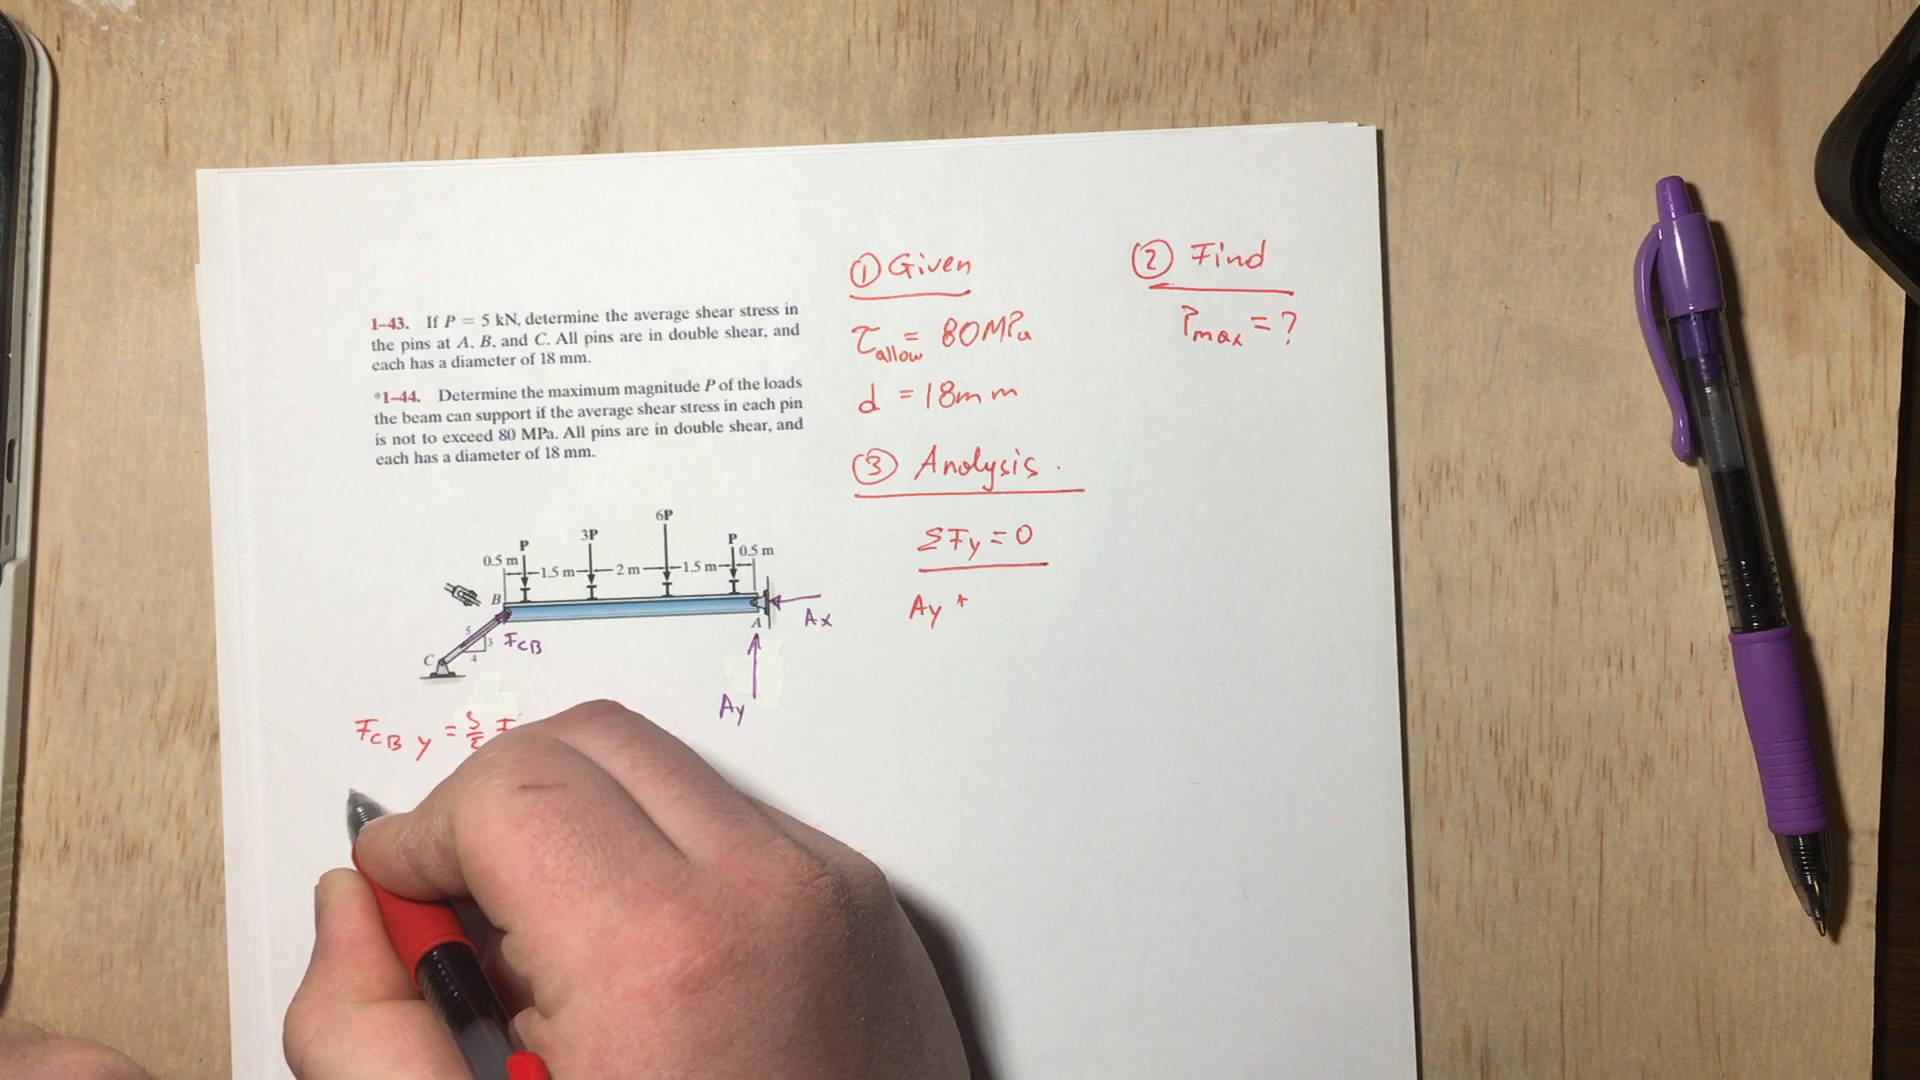 1–43. If P = 5 kN, determine the average shear stress in
the pins at A, B, and C. All pins are in double shear, and
each has a diameter of 18 mm.
*1–44. Determine the maximum magnitude P of the loads
the beam can support if the average shear stress in each pin
is not to exceed 80 MPa. All pins are in double shear, and
each has a diameter of 18 mm.
6P
3P
P
P
0.5 m
1.5 m
2 m
1.5 m
0.5 m
B
A
Ax
5
3
4
FCB
C
Ay
FCB y =
① Given
τallow = 80MPa
d = 18mm
③ Analysis.
ΣFy = 0
Ay +
② Find
Pmax = ?